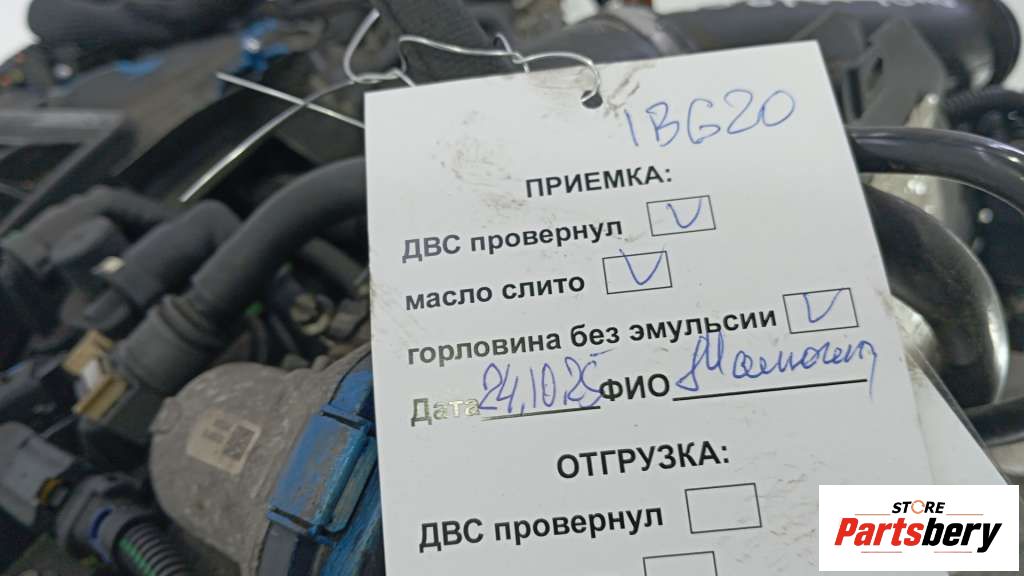 1BG20
ПРИЕМКА:
ДВС провернул
масло слито
горловина без эмульсии
Дата 24.10.25 ФИО
ОТГРУЗКА:
ДВС провернул
STORE
Partsbery